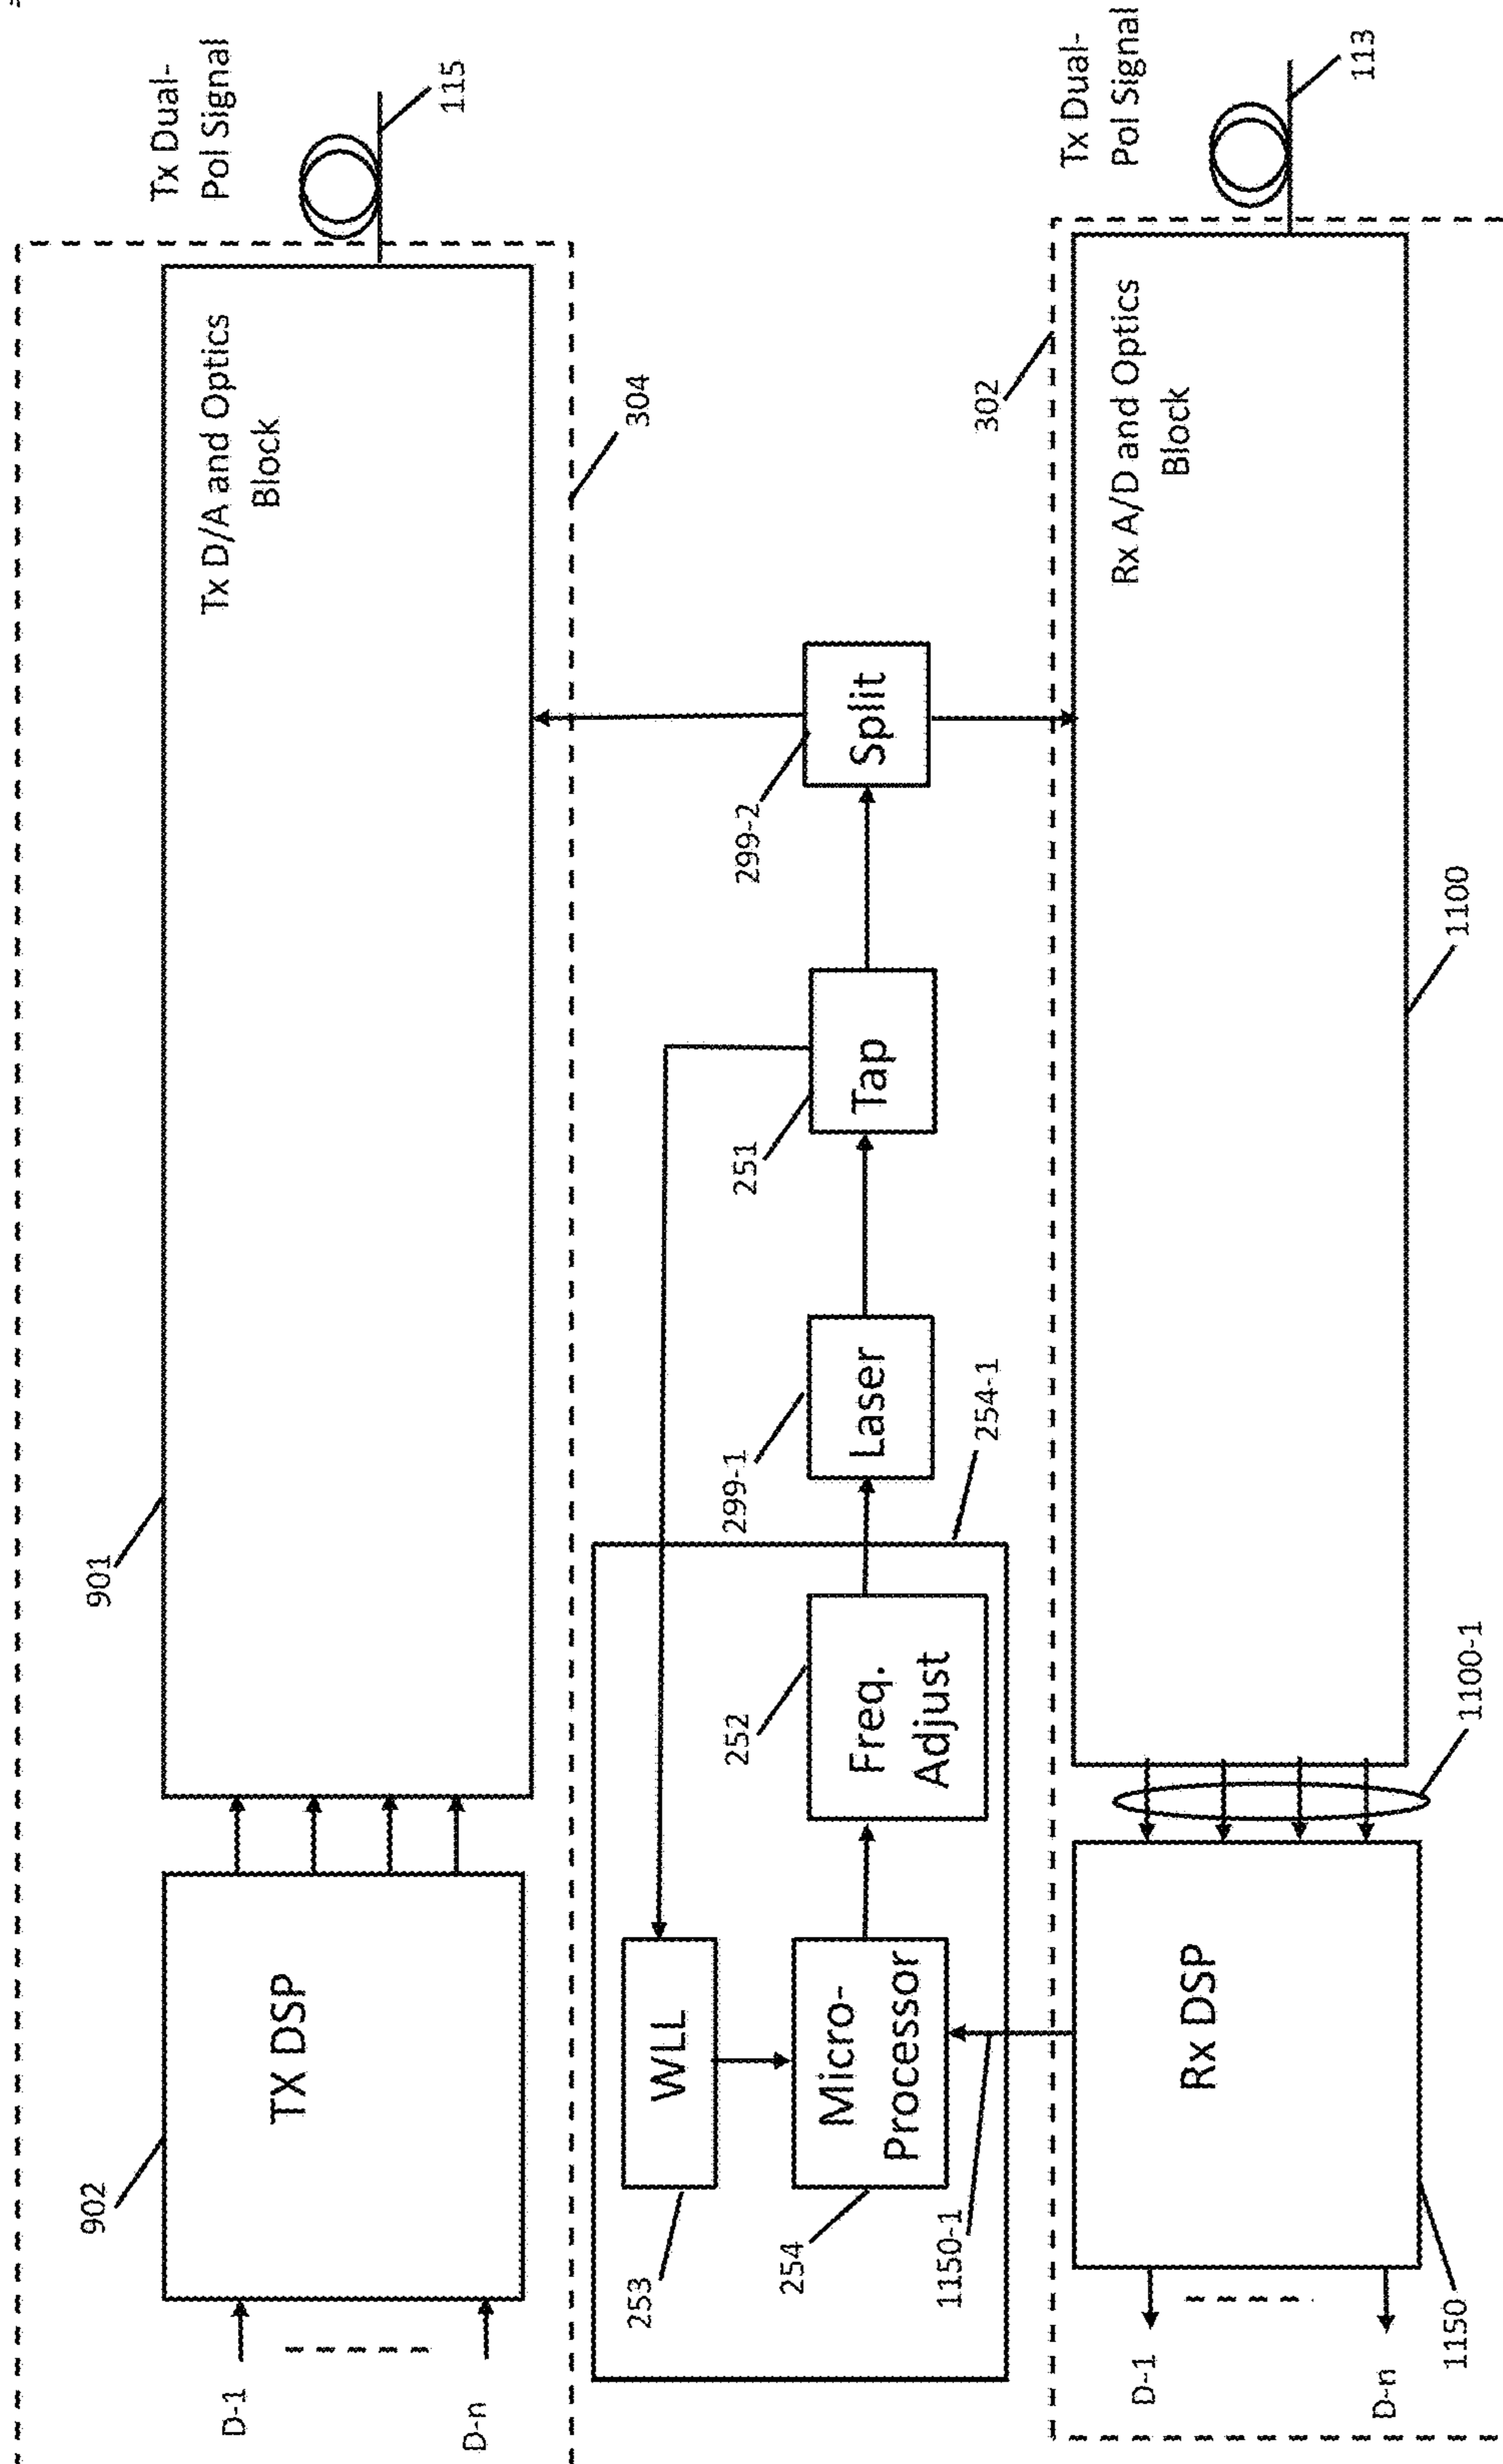 902
901
Tx Dual-
Pol Signal
115
D-1
D-n
TX DSP
Tx D/A and Optics
Block
304
253
WLL
254
Micro-
Processor
252
Freq.
Adjust
299-1
Laser
251
Tap
299-2
Split
1150-1
254-1
302
Tx Dual-
Pol Signal
113
D-1
D-n
Rx DSP
Rx A/D and Optics
Block
1150
1100-1
1100